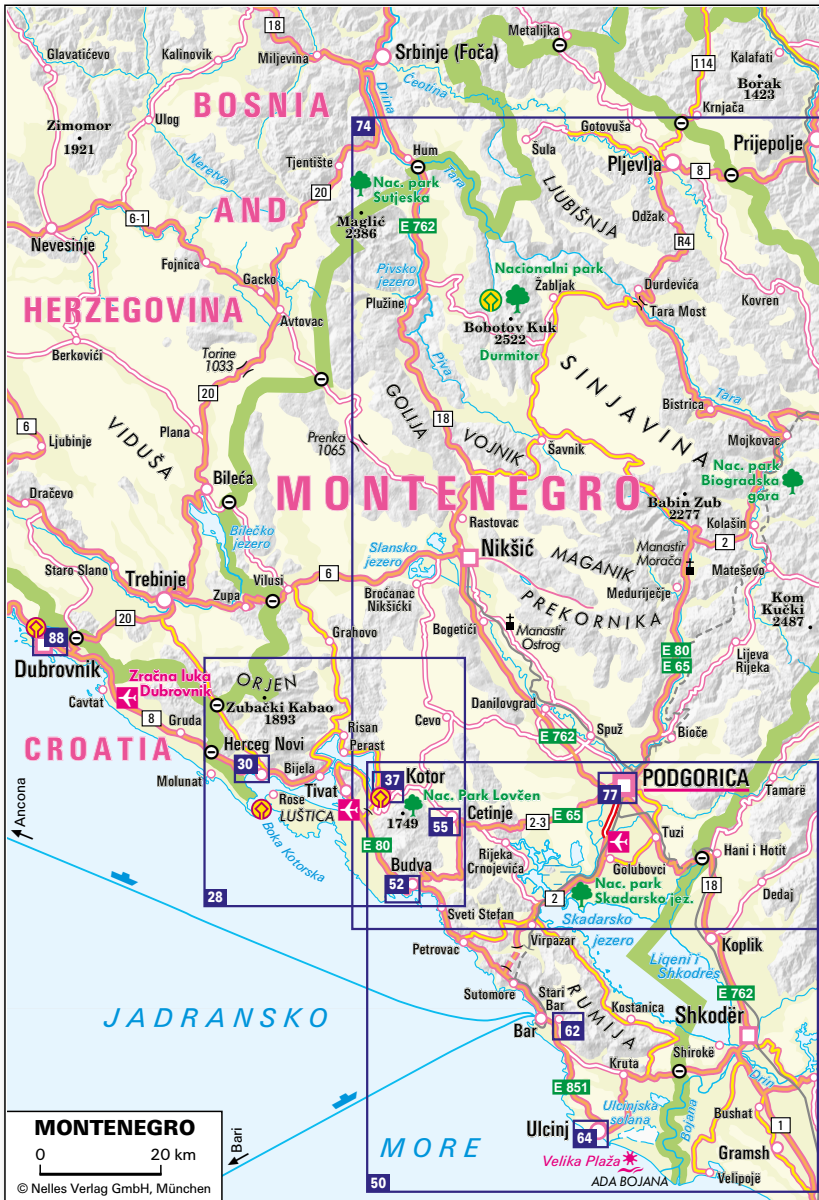 18
Metaljka
Glavatićevo
Kalinovik
Miljevina
Srbinje (Foča)
114
Kalafati
Borak
1423
Ćeotina
Drina
BOSNIA
Krnjača
Zimomor
1921
Ulog
74
Gotovuša
Prijepolje
Neretva
Tjentište
Hum
Šula
Pljevlja
8
Tara
20
Nac. park
Sutjeska
LJUBIŠNJA
AND
6-1
Maglić
2386
E 762
Odžak
Nevesinje
R4
Fojnica
Gacko
Pivsko
jezero
Nacionalni park
Žabljak
Durdevića
Kovren
HERZEGOVINA
Avtovac
Plužine
Bobotov Kuk
2522
Durmitor
Tara Most
Berkovići
Torine
1033
Piva
SINJAVINA
Tara
20
GOLIJA
Bistrica
6
VIDUŠA
18
Ljubinje
Plana
Prenka
1065
VOJNIK
Šavnik
Mojkovac
Bileća
MONTENEGRO
Nac. park
Biogradska
gora
Dračevo
Babin Zub
2277
Rastovac
Kolašin
Bilečko
jezero
Slansko
jezero
Nikšić
MAGANIK
Manastir
Morača
2
Mateševo
Staro Slano
Trebinje
Vilusi
6
Broćanac
Nikšićki
Meduriječje
Zupa
PREKORNIKA
Kom
Kučki
2487
20
Grahovo
Bogetići
Manastir
Ostrog
E 80
E 65
Lijeva
Rijeka
88
Dubrovnik
Zračna luka
Dubrovnik
ORJEN
Zubački Kabao
1893
Danilovgrad
Cavtat
Cevo
Spuž
Bioče
8
Gruda
Risan
Perast
E 762
CROATIA
Herceg Novi
30
Bijela
Kotor
37
PODGORICA
77
Molunat
Tivat
Nac. Park Lovčen
Tamarë
Ancona
Rose
LUŠTICA
1749
55
Cetinje
E 65
2-3
Tuzi
Boka Kotorska
E 80
Rijeka
Crnojevića
Golubovci
Hani i Hotit
Budva
52
Nac. park
Skadarsko jez.
18
Dedaj
28
Sveti Stefan
2
Skadarsko
jezero
Petrovac
Virpazar
Koplik
Liqeni i
Shkodrës
Sutomore
RUMIJA
E 762
JADRANSKO
Stari
Bar
Kostanica
Shkodër
Bar
62
Shirokë
Kruta
E 851
Drin
Ulcinjska
solana
Bojana
Bushat
1
MONTENEGRO
Ulcinj
64
Gramsh
0
20 km
Bari
MORE
Velika Plaža
ADA BOJANA
Velipojë
© Nelles Verlag GmbH, München
50